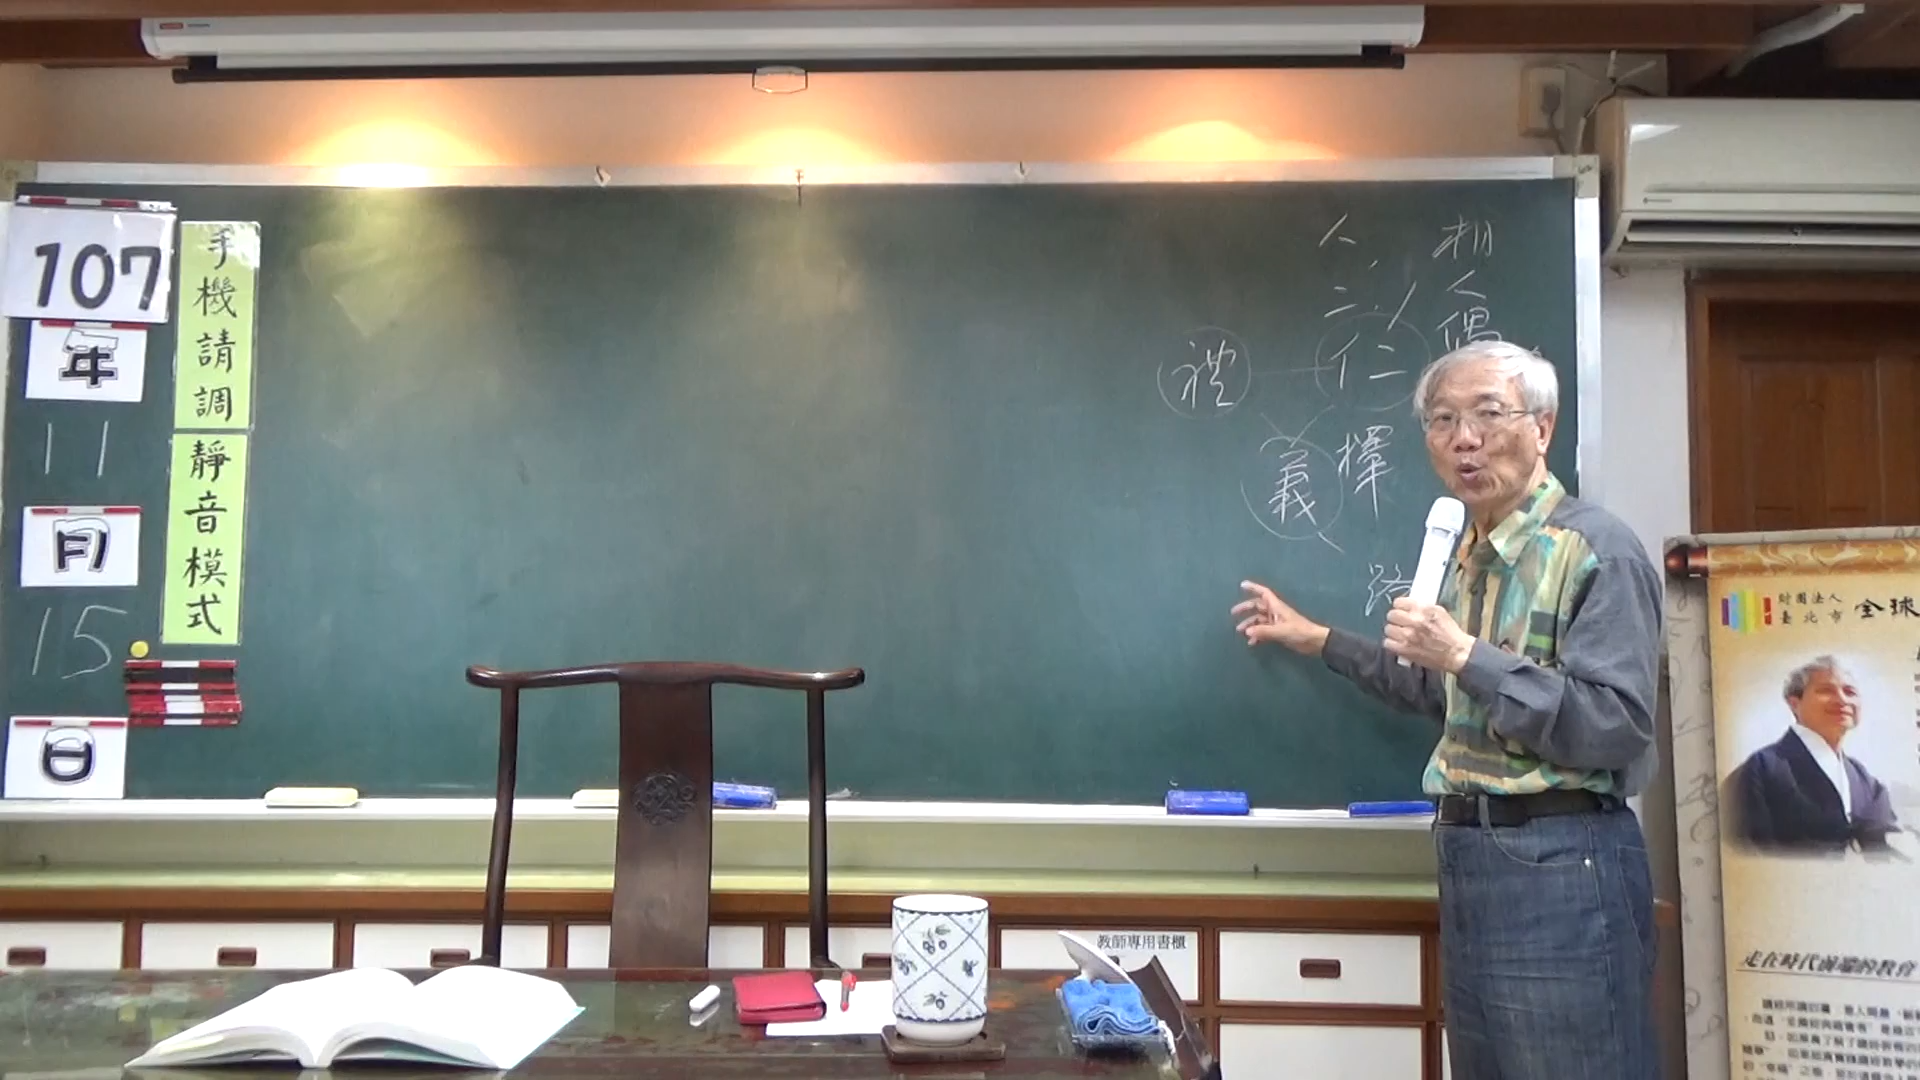 107
年
11
月
15
日
手機請調
靜音模式
相人偶
人
二
仁
禮
義
擇
路
教師專用書櫃
財團法人
臺北市
全球
走在時代前端的教育